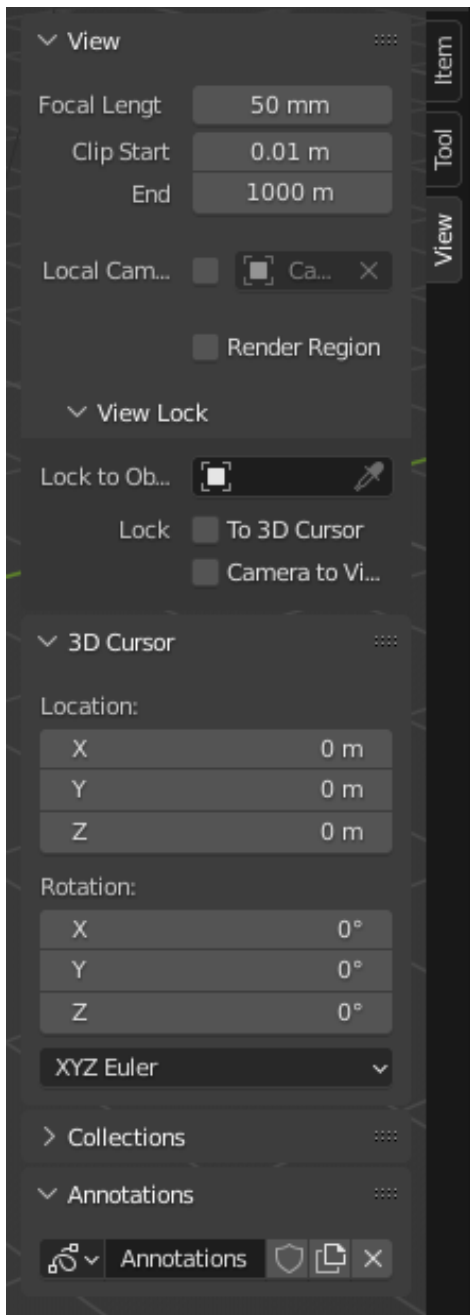 View
Focal Lengt 50 mm
Clip Start 0.01 m
End 1000 m
Local Cam... Ca...
Render Region
View Lock
Lock to Ob...
Lock To 3D Cursor
Camera to Vi...
3D Cursor
Location:
X 0 m
Y 0 m
Z 0 m
Rotation:
X 0°
Y 0°
Z 0°
XYZ Euler
Collections
Annotations
Annotations
Item
Tool
View